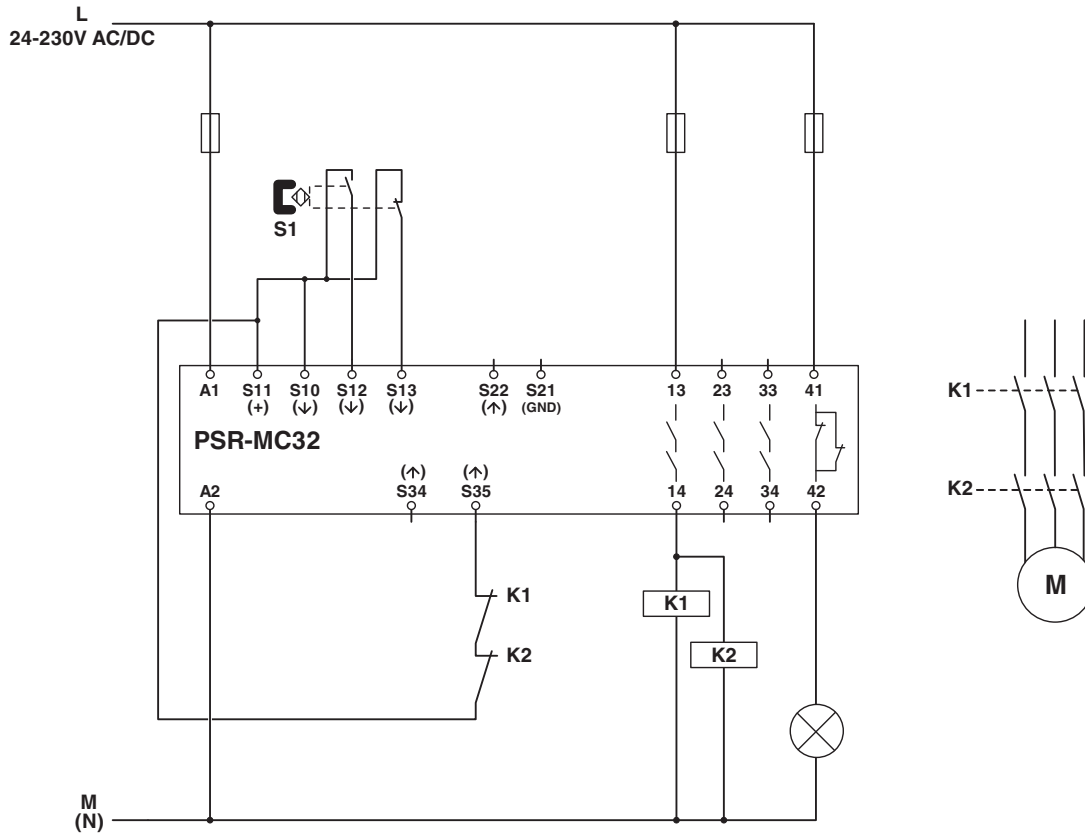 L
24-230V AC/DC
S1
A1 S11 S10 S12 S13 S22 S21 13 23 33 41
(+) (↓) (↓) (↓) (↑) (GND)
PSR-MC32
(↑) (↑)
A2 S34 S35 14 24 34 42
K1
K2
K1
K2
K1
K2
M
M
(N)